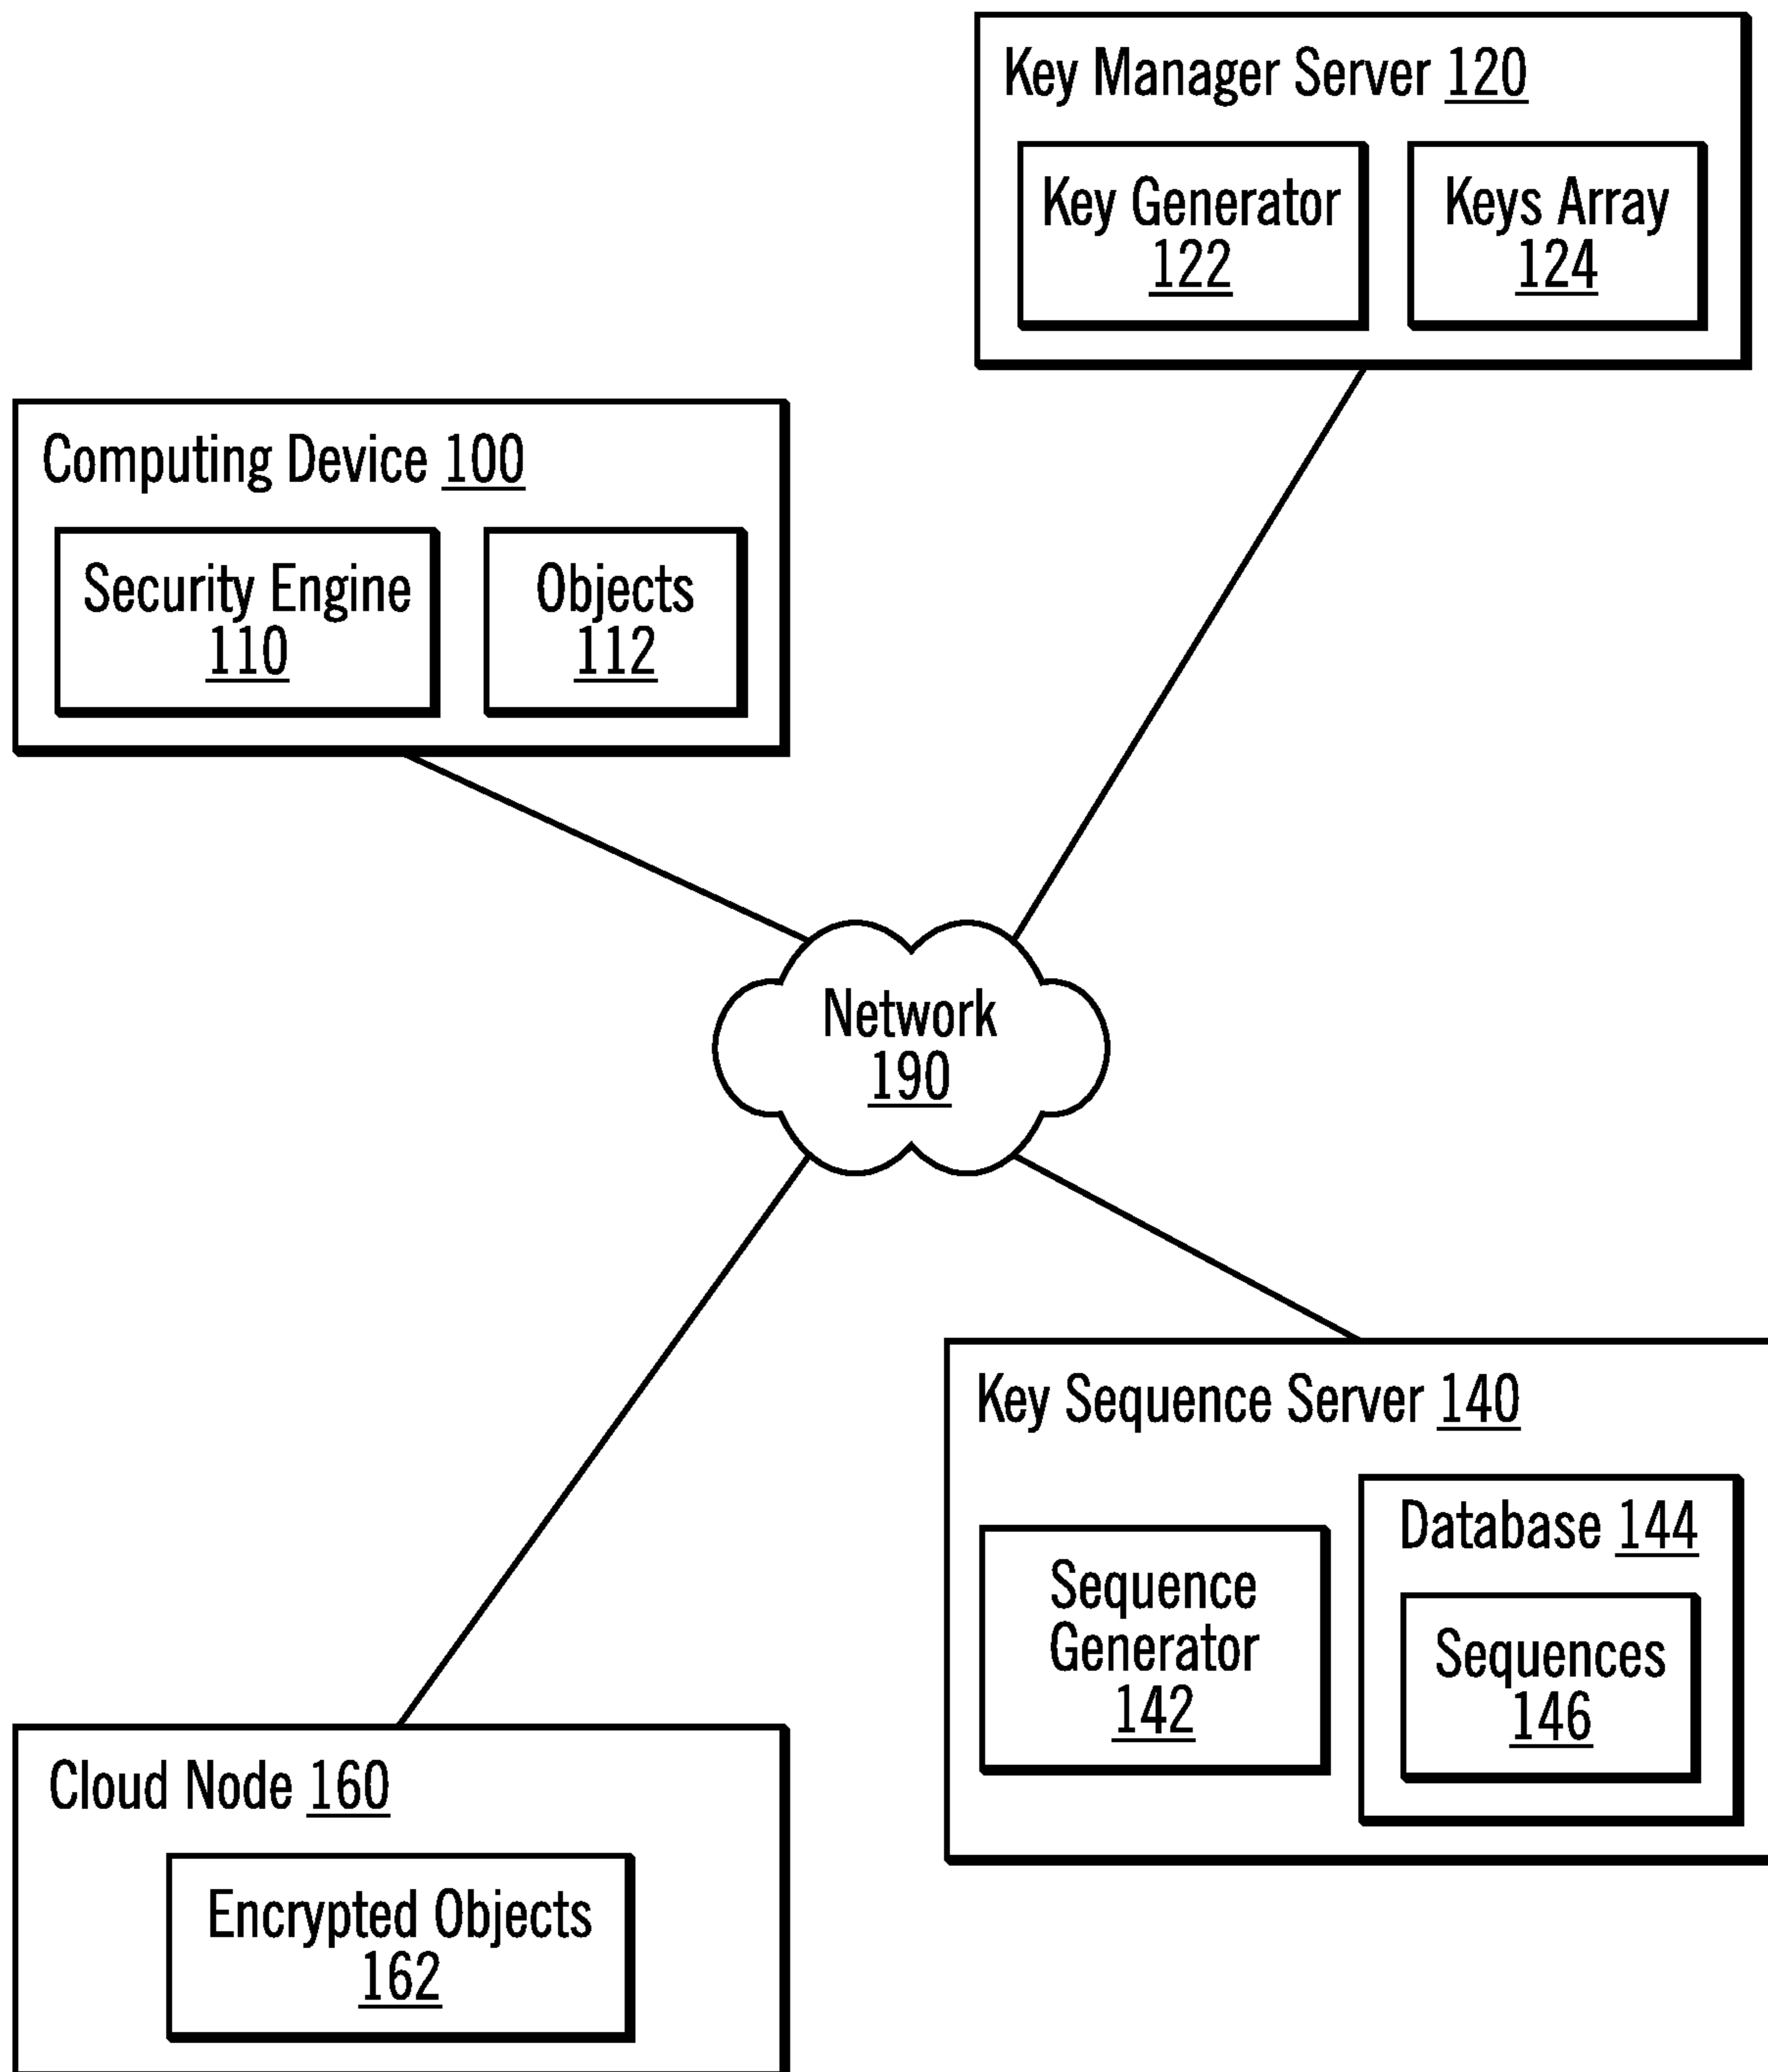 Key Manager Server 120
Key Generator
122
Keys Array
124
Computing Device 100
Security Engine
110
Objects
112
Network
190
Key Sequence Server 140
Sequence
Generator
142
Database 144
Sequences
146
Cloud Node 160
Encrypted Objects
162